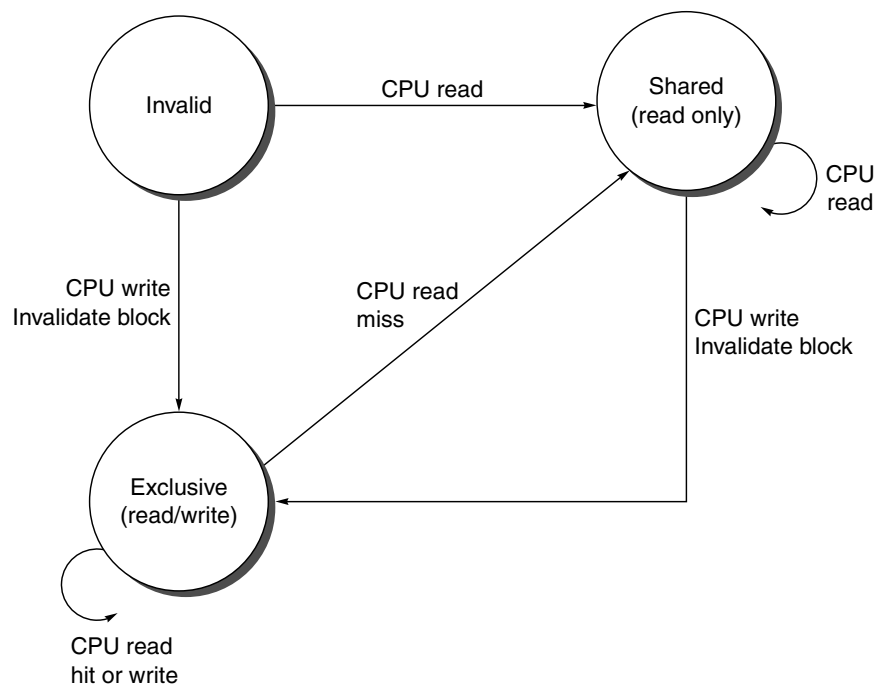 Invalid
CPU read
Shared
(read only)
CPU
read
CPU write
Invalidate block
CPU read
miss
CPU write
Invalidate block
Exclusive
(read/write)
CPU read
hit or write